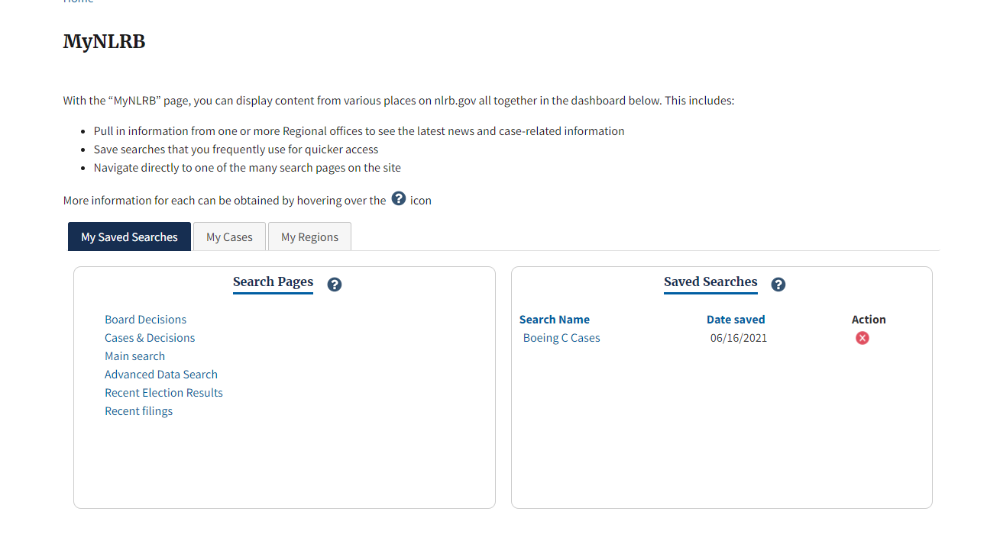 Home
MyNLRB
With the “MyNLRB” page, you can display content from various places on nlrb.gov all together in the dashboard below. This includes:
Pull in information from one or more Regional offices to see the latest news and case-related information
Save searches that you frequently use for quicker access
Navigate directly to one of the many search pages on the site
More information for each can be obtained by hovering over the ? icon
My Saved Searches My Cases My Regions
Search Pages ?
Board Decisions
Cases & Decisions
Main search
Advanced Data Search
Recent Election Results
Recent filings
Saved Searches ?
Search Name Date saved Action
Boeing C Cases 06/16/2021